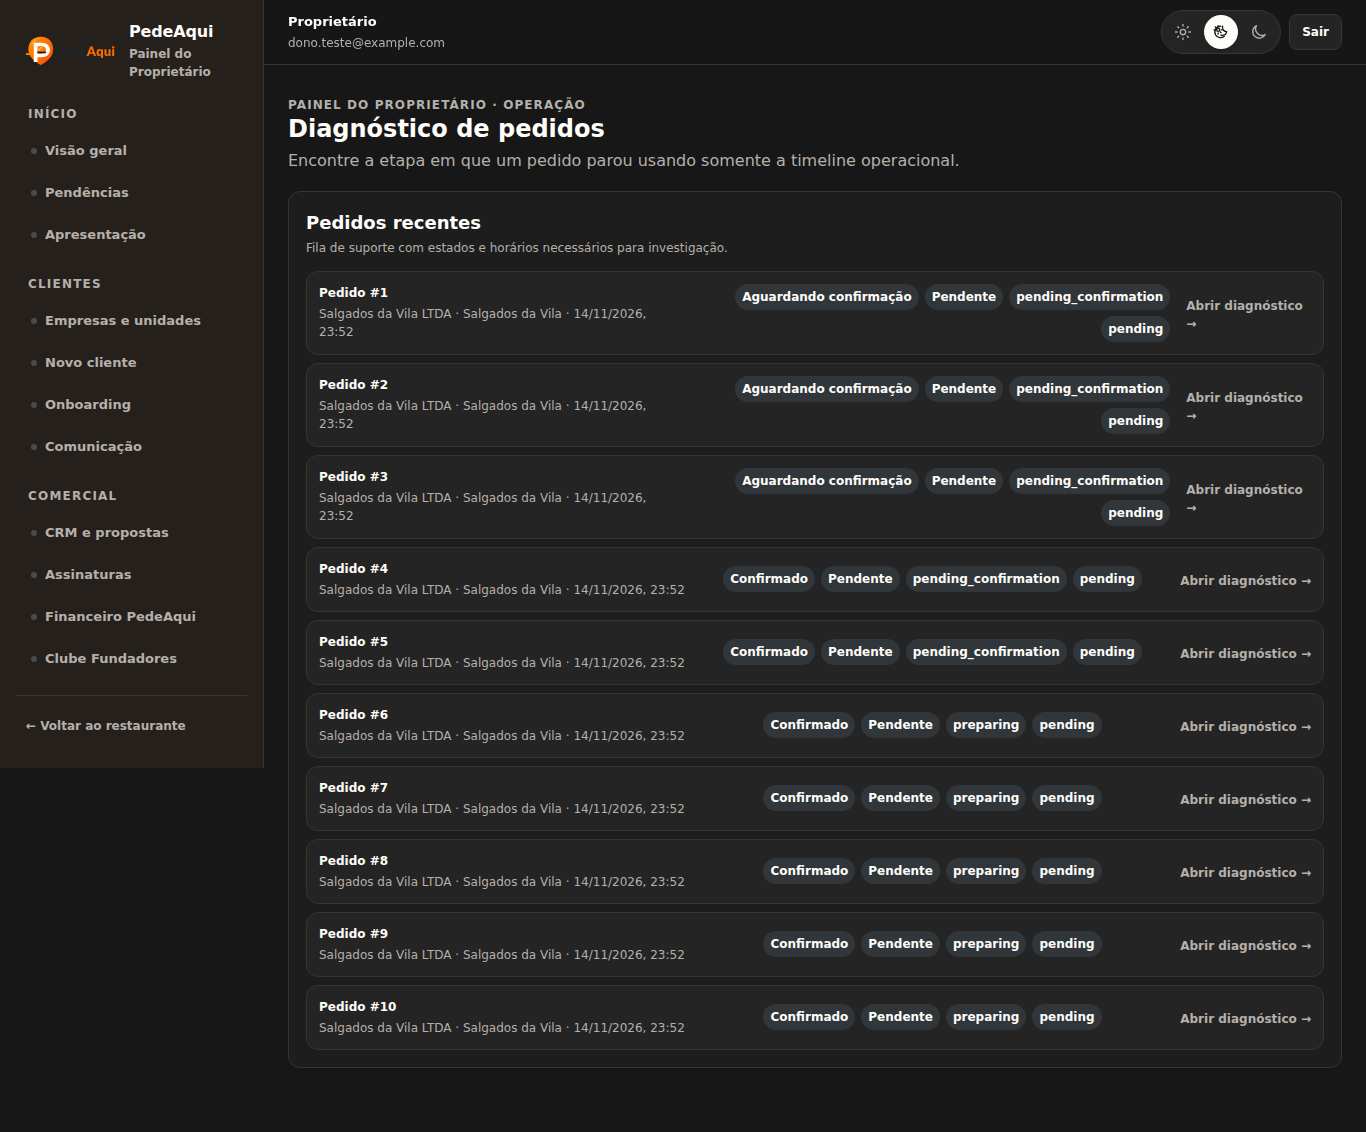 P
Aqui
PedeAqui
Painel do
Proprietário
INÍCIO
Visão geral
Pendências
Apresentação
CLIENTES
Empresas e unidades
Novo cliente
Onboarding
Comunicação
COMERCIAL
CRM e propostas
Assinaturas
Financeiro PedeAqui
Clube Fundadores
← Voltar ao restaurante
Proprietário
dono.teste@example.com
Sair
PAINEL DO PROPRIETÁRIO · OPERAÇÃO
Diagnóstico de pedidos
Encontre a etapa em que um pedido parou usando somente a timeline operacional.
Pedidos recentes
Fila de suporte com estados e horários necessários para investigação.
Pedido #1
Salgados da Vila LTDA · Salgados da Vila · 14/11/2026,
23:52
Aguardando confirmação Pendente pending_confirmation
pending
Abrir diagnóstico
→
Pedido #2
Salgados da Vila LTDA · Salgados da Vila · 14/11/2026,
23:52
Aguardando confirmação Pendente pending_confirmation
pending
Abrir diagnóstico
→
Pedido #3
Salgados da Vila LTDA · Salgados da Vila · 14/11/2026,
23:52
Aguardando confirmação Pendente pending_confirmation
pending
Abrir diagnóstico
→
Pedido #4
Salgados da Vila LTDA · Salgados da Vila · 14/11/2026, 23:52
Confirmado Pendente pending_confirmation pending
Abrir diagnóstico →
Pedido #5
Salgados da Vila LTDA · Salgados da Vila · 14/11/2026, 23:52
Confirmado Pendente pending_confirmation pending
Abrir diagnóstico →
Pedido #6
Salgados da Vila LTDA · Salgados da Vila · 14/11/2026, 23:52
Confirmado Pendente preparing pending
Abrir diagnóstico →
Pedido #7
Salgados da Vila LTDA · Salgados da Vila · 14/11/2026, 23:52
Confirmado Pendente preparing pending
Abrir diagnóstico →
Pedido #8
Salgados da Vila LTDA · Salgados da Vila · 14/11/2026, 23:52
Confirmado Pendente preparing pending
Abrir diagnóstico →
Pedido #9
Salgados da Vila LTDA · Salgados da Vila · 14/11/2026, 23:52
Confirmado Pendente preparing pending
Abrir diagnóstico →
Pedido #10
Salgados da Vila LTDA · Salgados da Vila · 14/11/2026, 23:52
Confirmado Pendente preparing pending
Abrir diagnóstico →